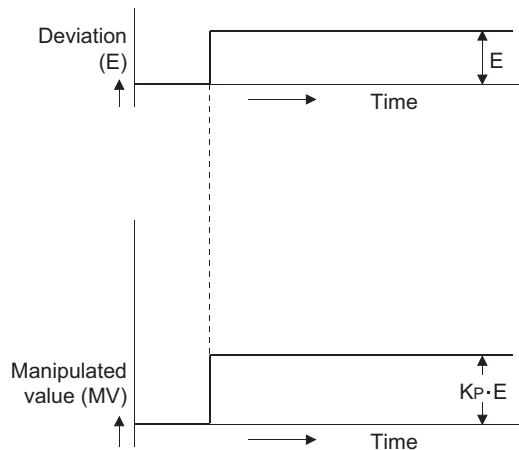 Deviation
(E)
E
Time
Manipulated
value (MV)
KP·E
Time